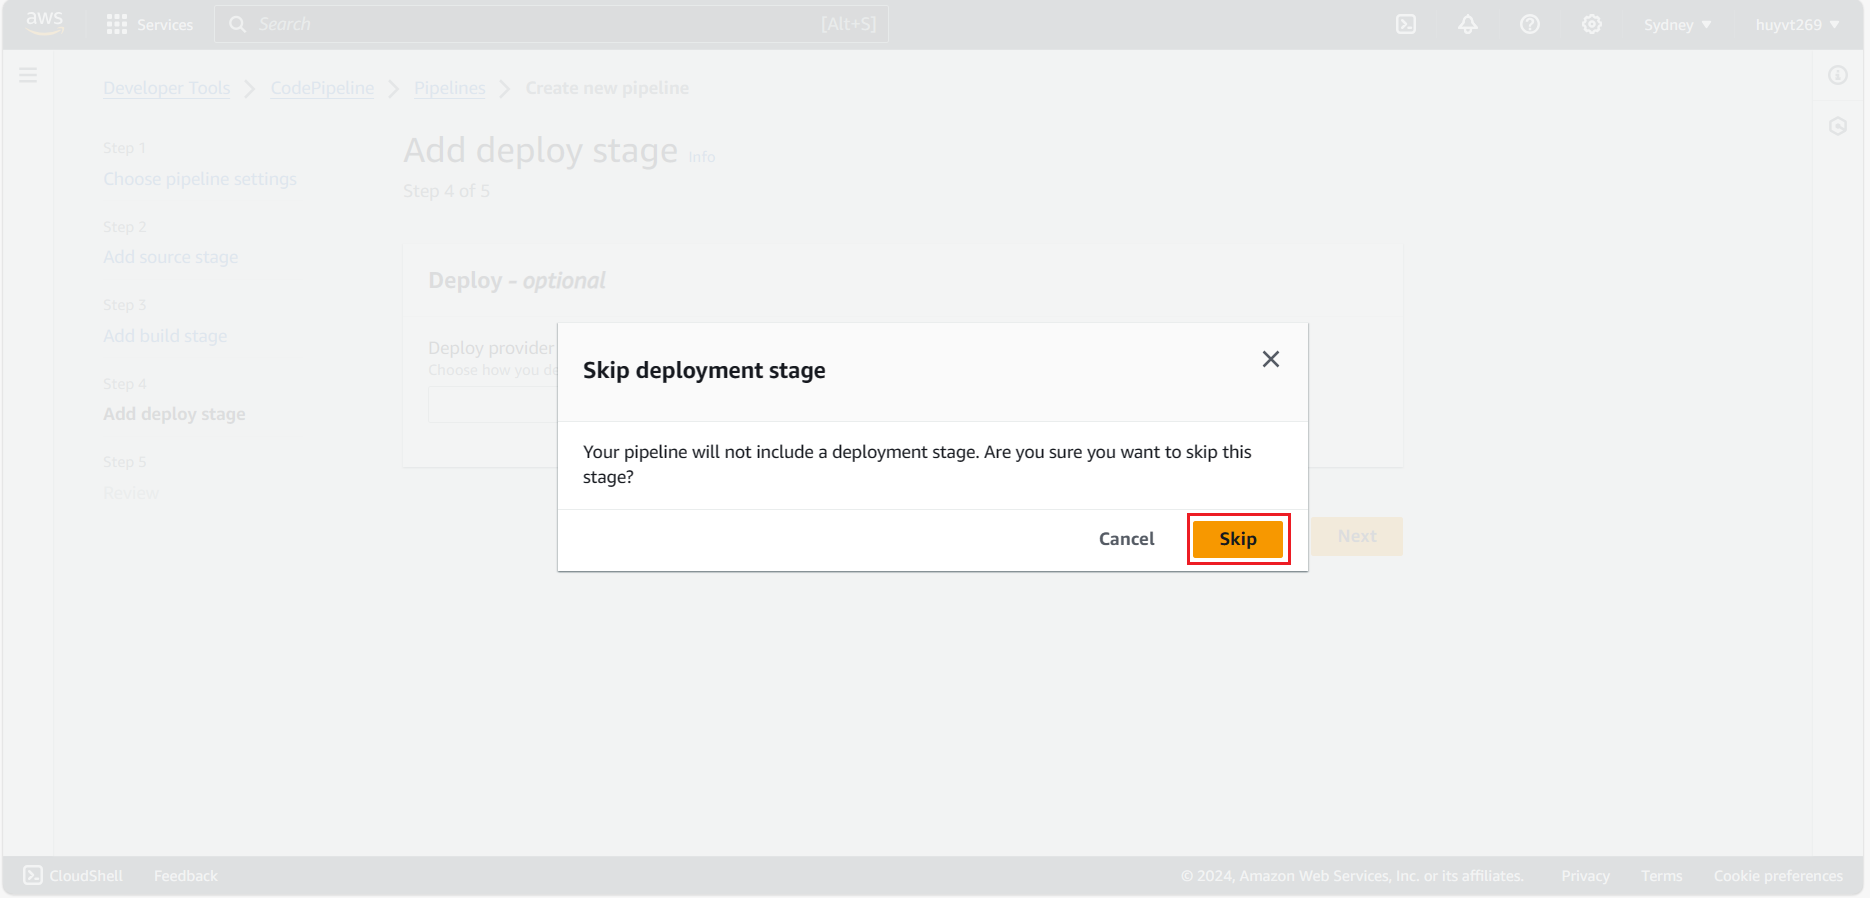 aws
Services
Search
[Alt+S]
Sydney
huyvt269
Developer Tools
CodePipeline
Pipelines
Create new pipeline
Step 1
Choose pipeline settings
Step 2
Add source stage
Step 3
Add build stage
Step 4
Add deploy stage
Step 5
Review
Add deploy stage Info
Step 4 of 5
Deploy - optional
Deploy provider
Choose how you de
Skip deployment stage
Your pipeline will not include a deployment stage. Are you sure you want to skip this
stage?
Cancel
Skip
Next
CloudShell
Feedback
© 2024, Amazon Web Services, Inc. or its affiliates.
Privacy
Terms
Cookie preferences